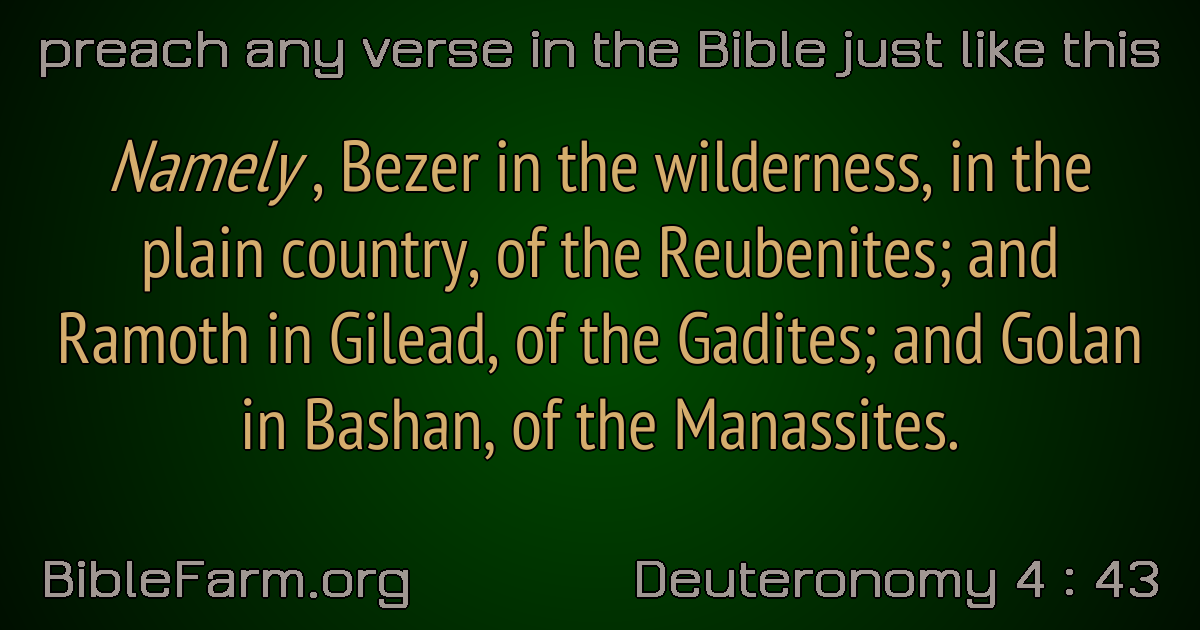 preach any verse in the Bible just like this
Namely , Bezer in the wilderness, in the
plain country, of the Reubenites; and
Ramoth in Gilead, of the Gadites; and Golan
in Bashan, of the Manassites.
BibleFarm.org
Deuteronomy 4 : 43